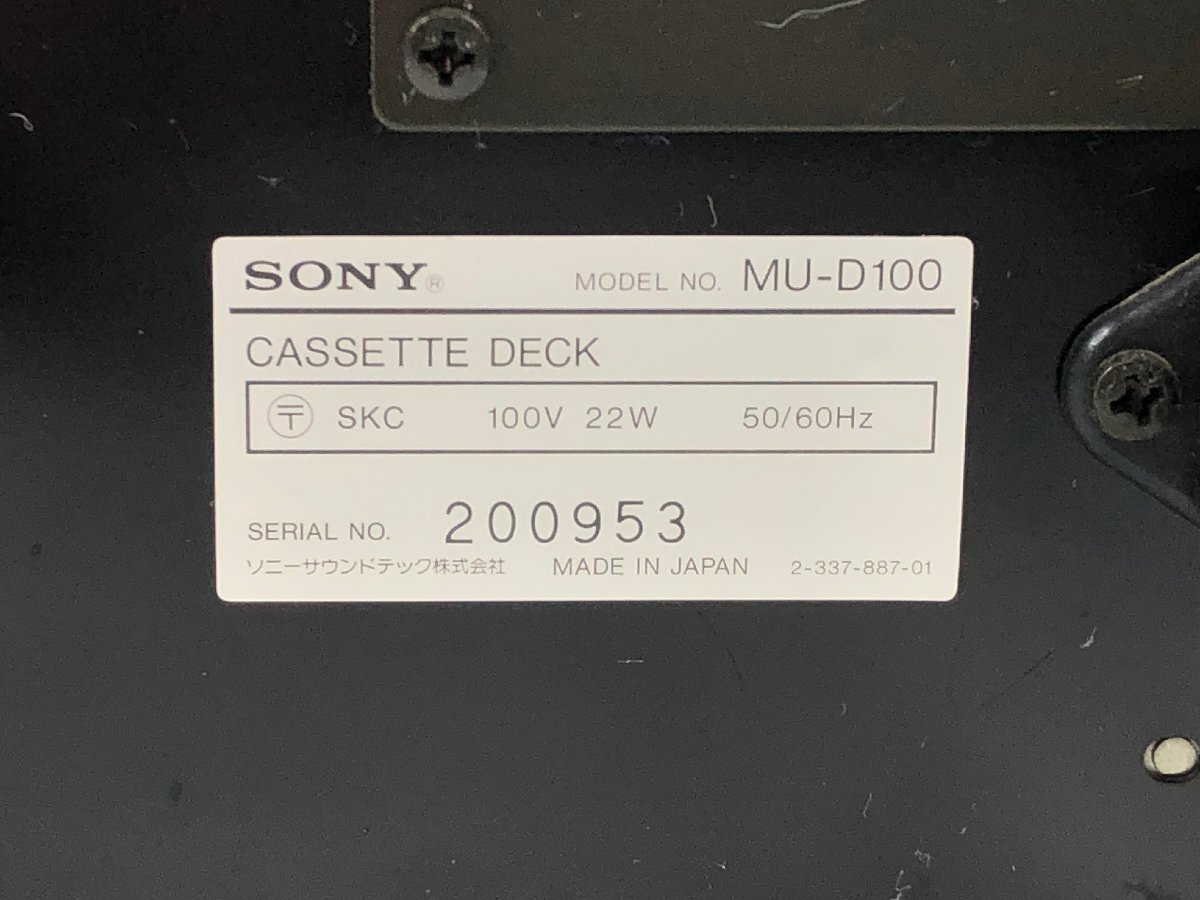 SONY® MODEL NO. MU-D100
CASSETTE DECK
〒 SKC 100V 22W 50/60Hz
SERIAL NO. 200953
ソニーサウンドテック株式会社 MADE IN JAPAN 2-337-887-01